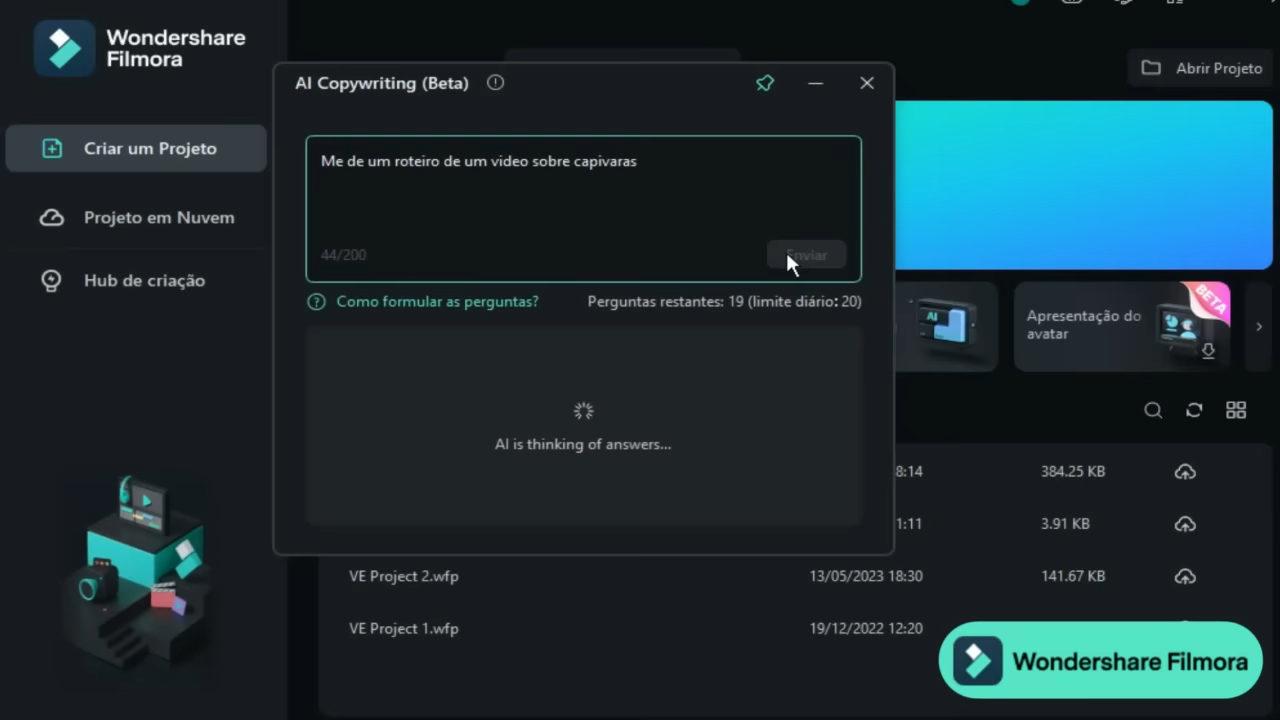 Wondershare
Filmora
Abrir Projeto
AI Copywriting (Beta)
Criar um Projeto
Me de um roteiro de um video sobre capivaras
Projeto em Nuvem
44/200
Enviar
Hub de criação
Como formular as perguntas?
Perguntas restantes: 19 (limite diário: 20)
AI
Apresentação do
avatar
BETA
AI is thinking of answers...
8:14
384.25 KB
1:11
3.91 KB
VE Project 2.wfp
13/05/2023 18:30
141.67 KB
VE Project 1.wfp
19/12/2022 12:20
Wondershare Filmora